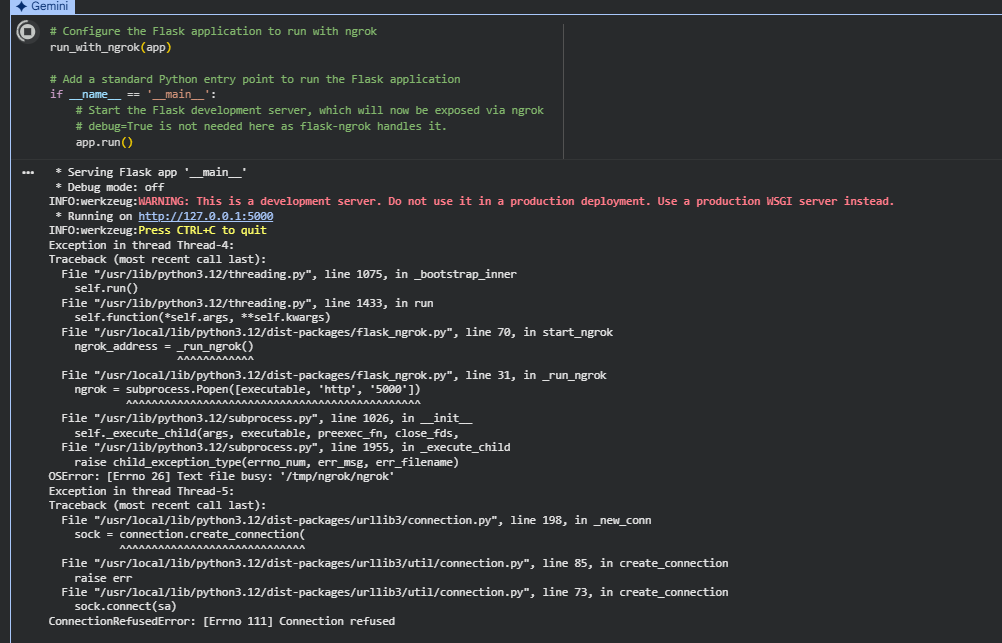 Gemini
# Configure the Flask application to run with ngrok
run_with_ngrok(app)
# Add a standard Python entry point to run the Flask application
if __name__ == '__main__':
    # Start the Flask development server, which will now be exposed via ngrok
    # debug=True is not needed here as flask-ngrok handles it.
    app.run()
 * Serving Flask app '__main__'
 * Debug mode: off
INFO:werkzeug:WARNING: This is a development server. Do not use it in a production deployment. Use a production WSGI server instead.
 * Running on http://127.0.0.1:5000
INFO:werkzeug:Press CTRL+C to quit
Exception in thread Thread-4:
Traceback (most recent call last):
  File "/usr/lib/python3.12/threading.py", line 1075, in _bootstrap_inner
    self.run()
  File "/usr/lib/python3.12/threading.py", line 1433, in run
    self.function(*self.args, **self.kwargs)
  File "/usr/local/lib/python3.12/dist-packages/flask_ngrok.py", line 70, in start_ngrok
    ngrok_address = _run_ngrok()
                    ^^^^^^^^^^^^
  File "/usr/local/lib/python3.12/dist-packages/flask_ngrok.py", line 31, in _run_ngrok
    ngrok = subprocess.Popen([executable, 'http', '5000'])
            ^^^^^^^^^^^^^^^^^^^^^^^^^^^^^^^^^^^^^^^^^^^^^^
  File "/usr/lib/python3.12/subprocess.py", line 1026, in __init__
    self._execute_child(args, executable, preexec_fn, close_fds,
  File "/usr/lib/python3.12/subprocess.py", line 1955, in _execute_child
    raise child_exception_type(errno_num, err_msg, err_filename)
OSError: [Errno 26] Text file busy: '/tmp/ngrok/ngrok'
Exception in thread Thread-5:
Traceback (most recent call last):
  File "/usr/local/lib/python3.12/dist-packages/urllib3/connection.py", line 198, in _new_conn
    sock = connection.create_connection(
           ^^^^^^^^^^^^^^^^^^^^^^^^^^^^^
  File "/usr/local/lib/python3.12/dist-packages/urllib3/util/connection.py", line 85, in create_connection
    raise err
  File "/usr/local/lib/python3.12/dist-packages/urllib3/util/connection.py", line 73, in create_connection
    sock.connect(sa)
ConnectionRefusedError: [Errno 111] Connection refused